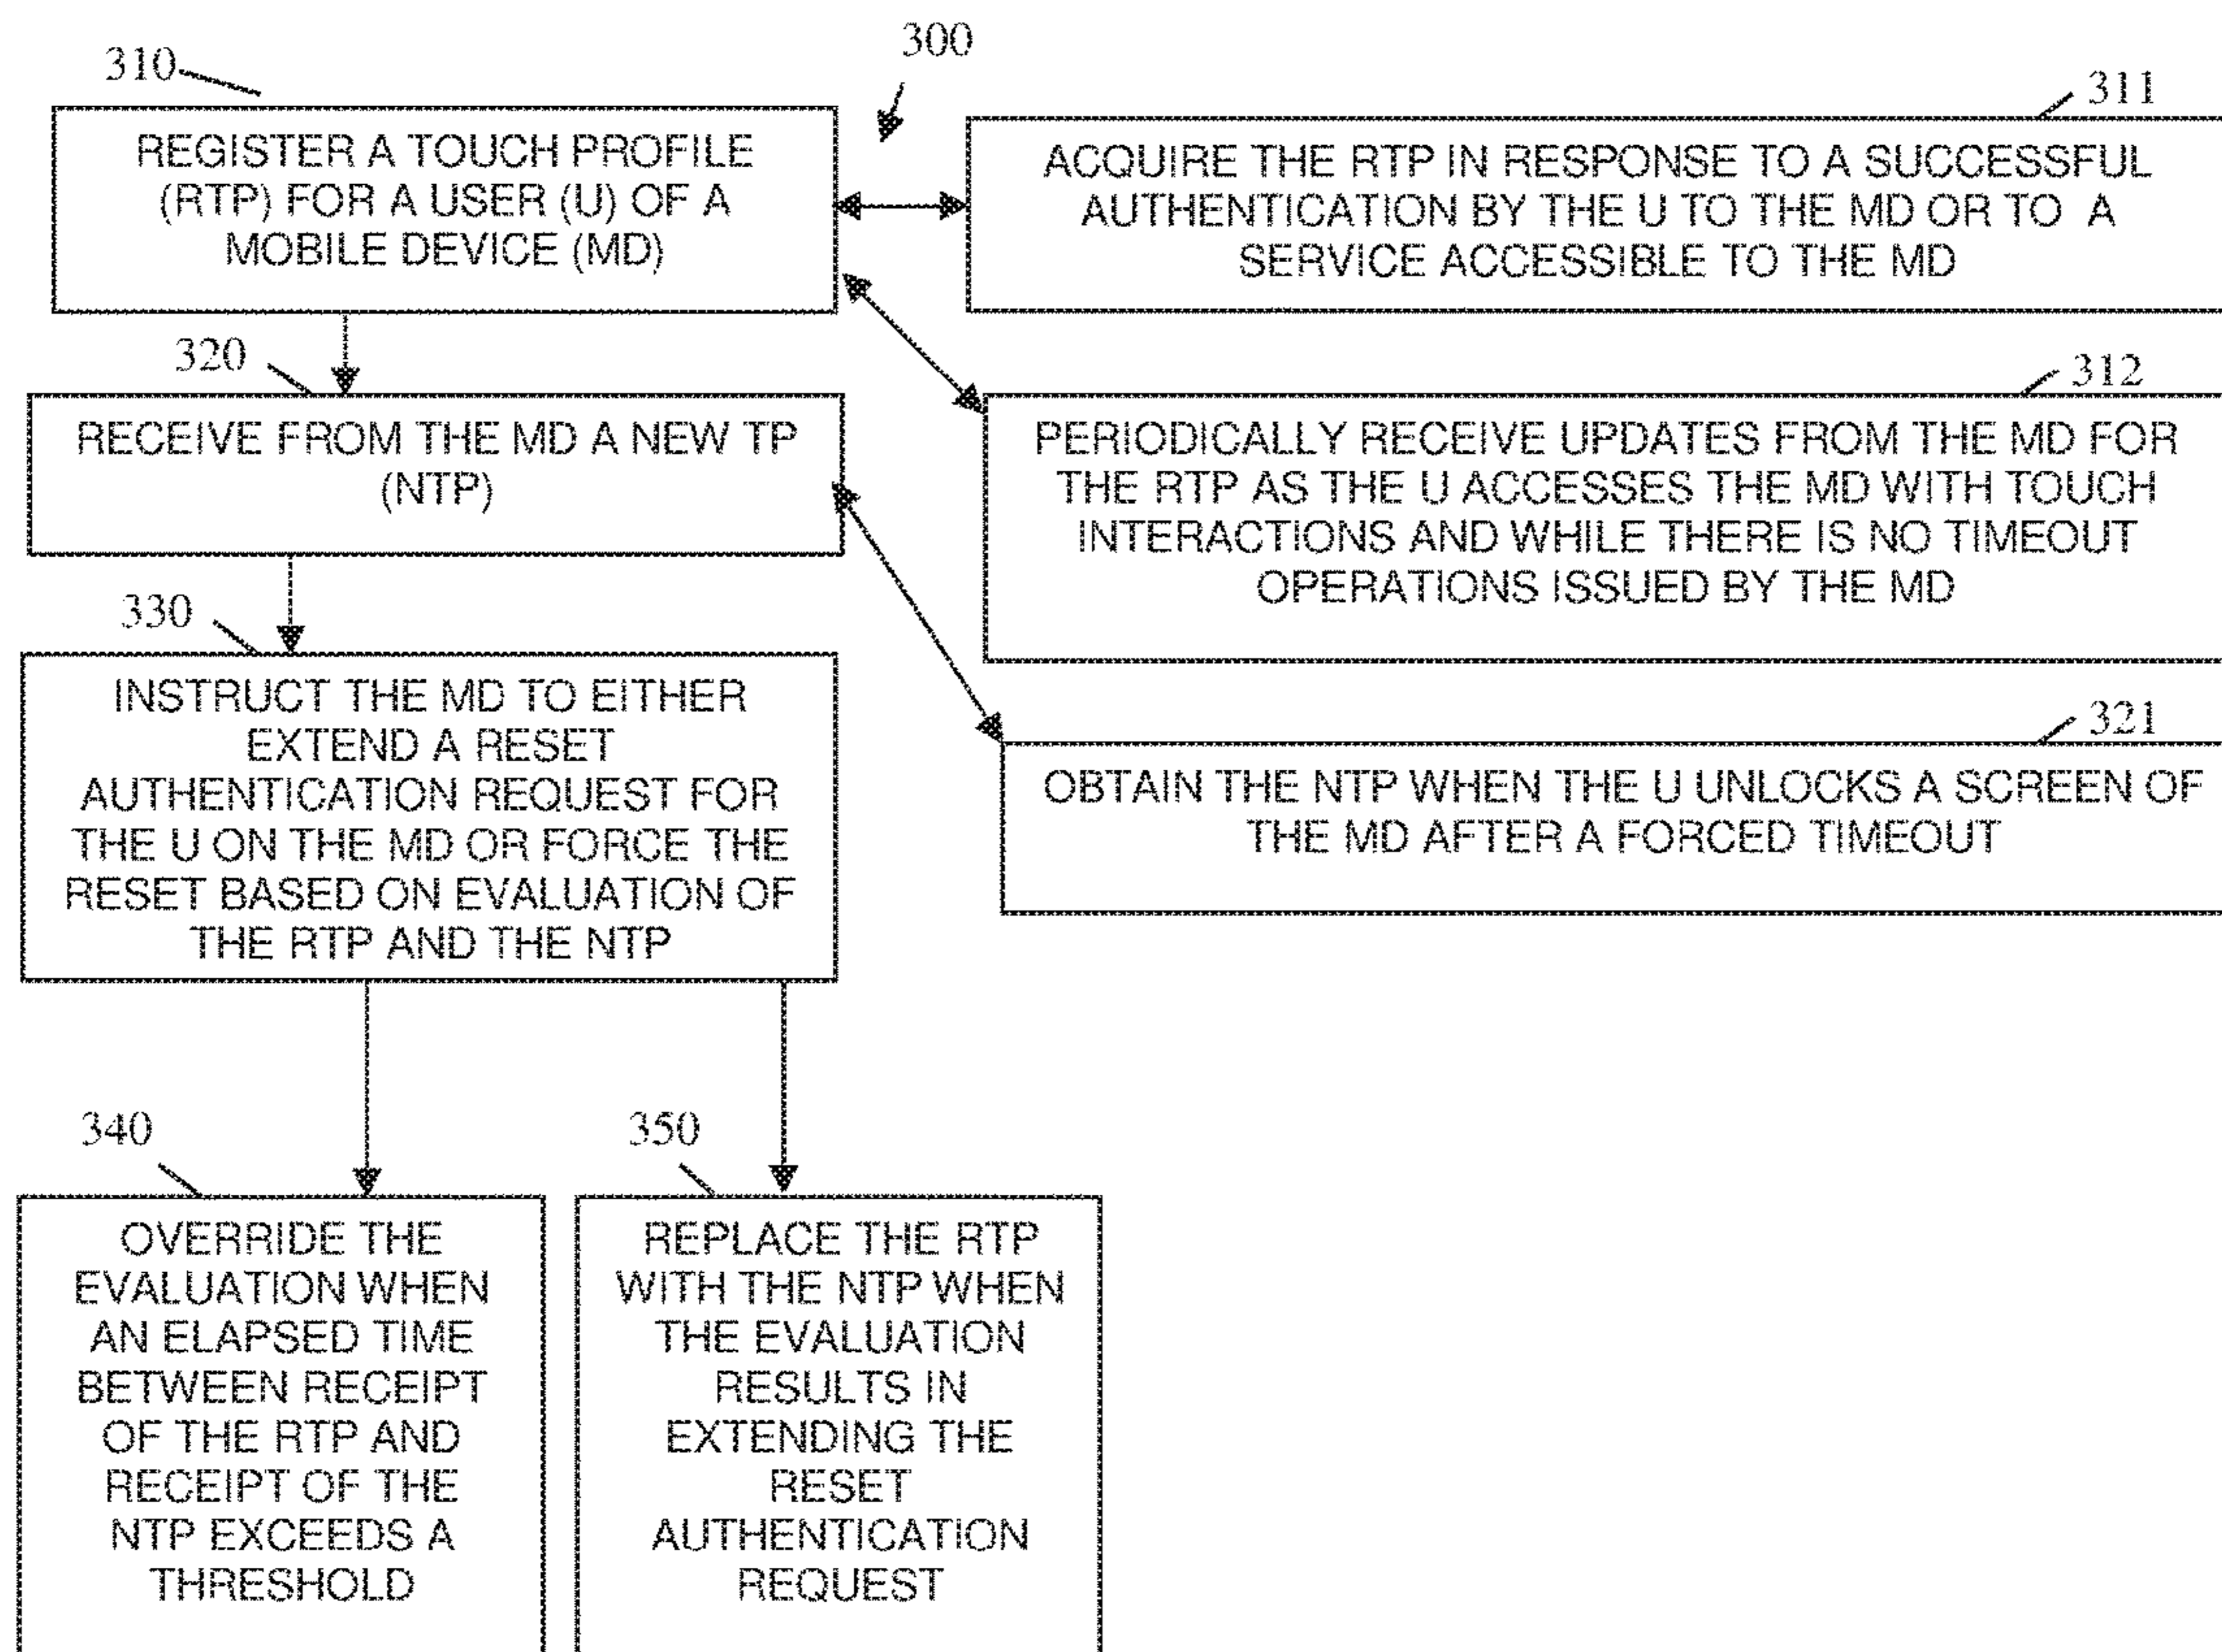 300
310
REGISTER A TOUCH PROFILE
(RTP) FOR A USER (U) OF A
MOBILE DEVICE (MD)
311
ACQUIRE THE RTP IN RESPONSE TO A SUCCESSFUL
AUTHENTICATION BY THE U TO THE MD OR TO A
SERVICE ACCESSIBLE TO THE MD
320
RECEIVE FROM THE MD A NEW TP
(NTP)
312
PERIODICALLY RECEIVE UPDATES FROM THE MD FOR
THE RTP AS THE U ACCESSES THE MD WITH TOUCH
INTERACTIONS AND WHILE THERE IS NO TIMEOUT
OPERATIONS ISSUED BY THE MD
330
INSTRUCT THE MD TO EITHER
EXTEND A RESET
AUTHENTICATION REQUEST FOR
THE U ON THE MD OR FORCE THE
RESET BASED ON EVALUATION OF
THE RTP AND THE NTP
321
OBTAIN THE NTP WHEN THE U UNLOCKS A SCREEN OF
THE MD AFTER A FORCED TIMEOUT
340
OVERRIDE THE
EVALUATION WHEN
AN ELAPSED TIME
BETWEEN RECEIPT
OF THE RTP AND
RECEIPT OF THE
NTP EXCEEDS A
THRESHOLD
350
REPLACE THE RTP
WITH THE NTP WHEN
THE EVALUATION
RESULTS IN
EXTENDING THE
RESET
AUTHENTICATION
REQUEST